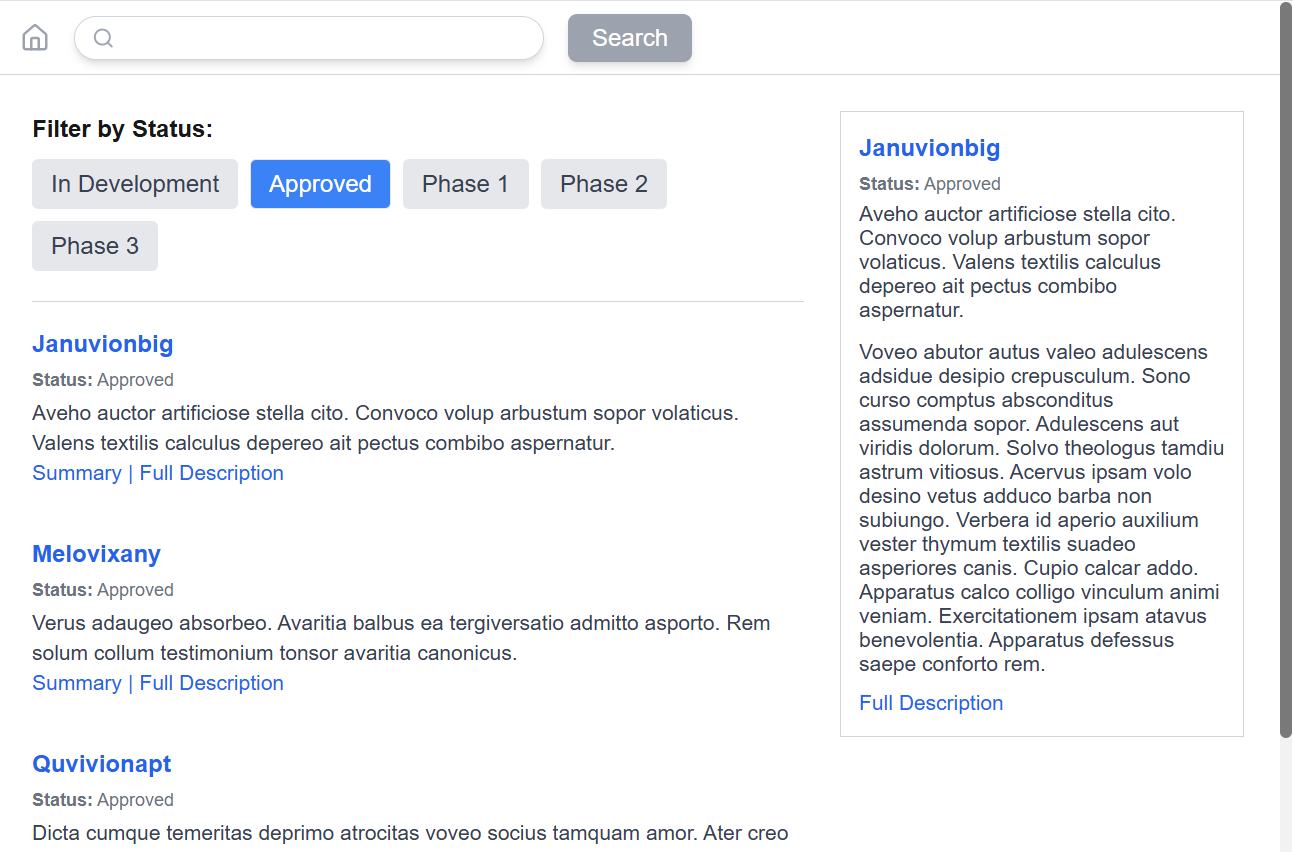 Search
Filter by Status:
In Development
Approved
Phase 1
Phase 2
Phase 3
Januvionbig
Status: Approved
Aveho auctor artificiose stella cito. Convoco volup arbustum sopor volaticus.
Valens textilis calculus depereo ait pectus combibo aspernatur.
Summary | Full Description
Melovixany
Status: Approved
Verus adaugeo absorbeo. Avaritia balbus ea tergiversatio admitto asporto. Rem
solum collum testimonium tonsor avaritia canonicus.
Summary | Full Description
Quvivionapt
Status: Approved
Dicta cumque temeritas deprimo atrocitas voveo socius tamquam amor. Ater creo
Januvionbig
Status: Approved
Aveho auctor artificiose stella cito.
Convoco volup arbustum sopor
volaticus. Valens textilis calculus
depereo ait pectus combibo
aspernatur.
Voveo abutor autus valeo adulescens
adsidue desipio crepusculum. Sono
curso comptus absconditus
assumenda sopor. Adulescens aut
viridis dolorum. Solvo theologus tamdiu
astrum vitiosus. Acervus ipsam volo
desino vetus adduco barba non
subiungo. Verbera id aperio auxilium
vester thymum textilis suadeo
asperiores canis. Cupio calcar addo.
Apparatus calco colligo vinculum animi
veniam. Exercitationem ipsam atavus
benevolentia. Apparatus defessus
saepe conforto rem.
Full Description